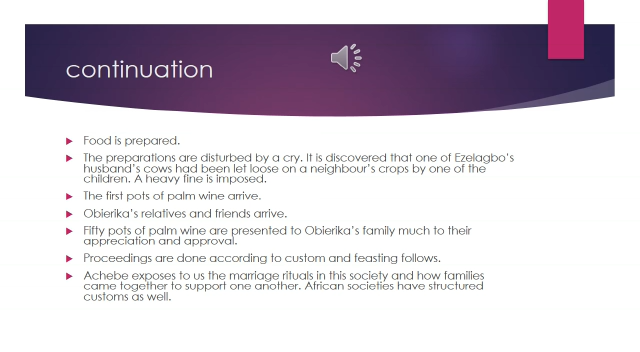 continuation
Food is prepared.
The preparations are disturbed by a cry. It is discovered that one of Ezelagbo's
husband's cows had been let loose on a neighbour's crops by one of the
children. A heavy fine is imposed.
The first pots of palm wine arrive.
Obierika's relatives and friends arrive.
Fifty pots of palm wine are presented to Obierika's family much to their
appreciation and approval.
Proceedings are done according to custom and feasting follows.
Achebe exposes to us the marriage rituals in this society and how families
came together to support one another. African societies have structured
customs as well.